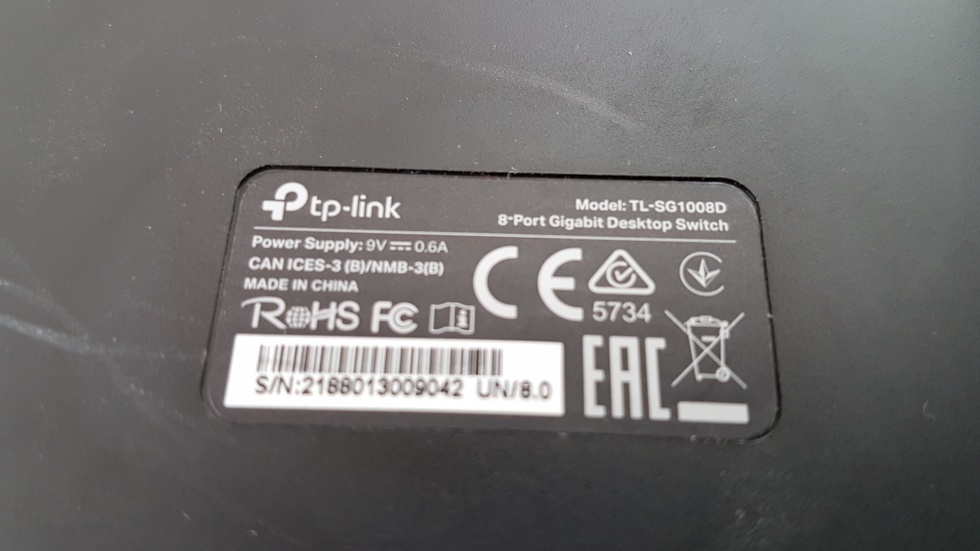 tp-link
Model: TL-SG1008D
8-Port Gigabit Desktop Switch
Power Supply: 9V⎓0.6A
CAN ICES-3 (B)/NMB-3(B)
MADE IN CHINA
RoHS FC CE 5734
EAC
S/N:2188013009042 UN/8.0